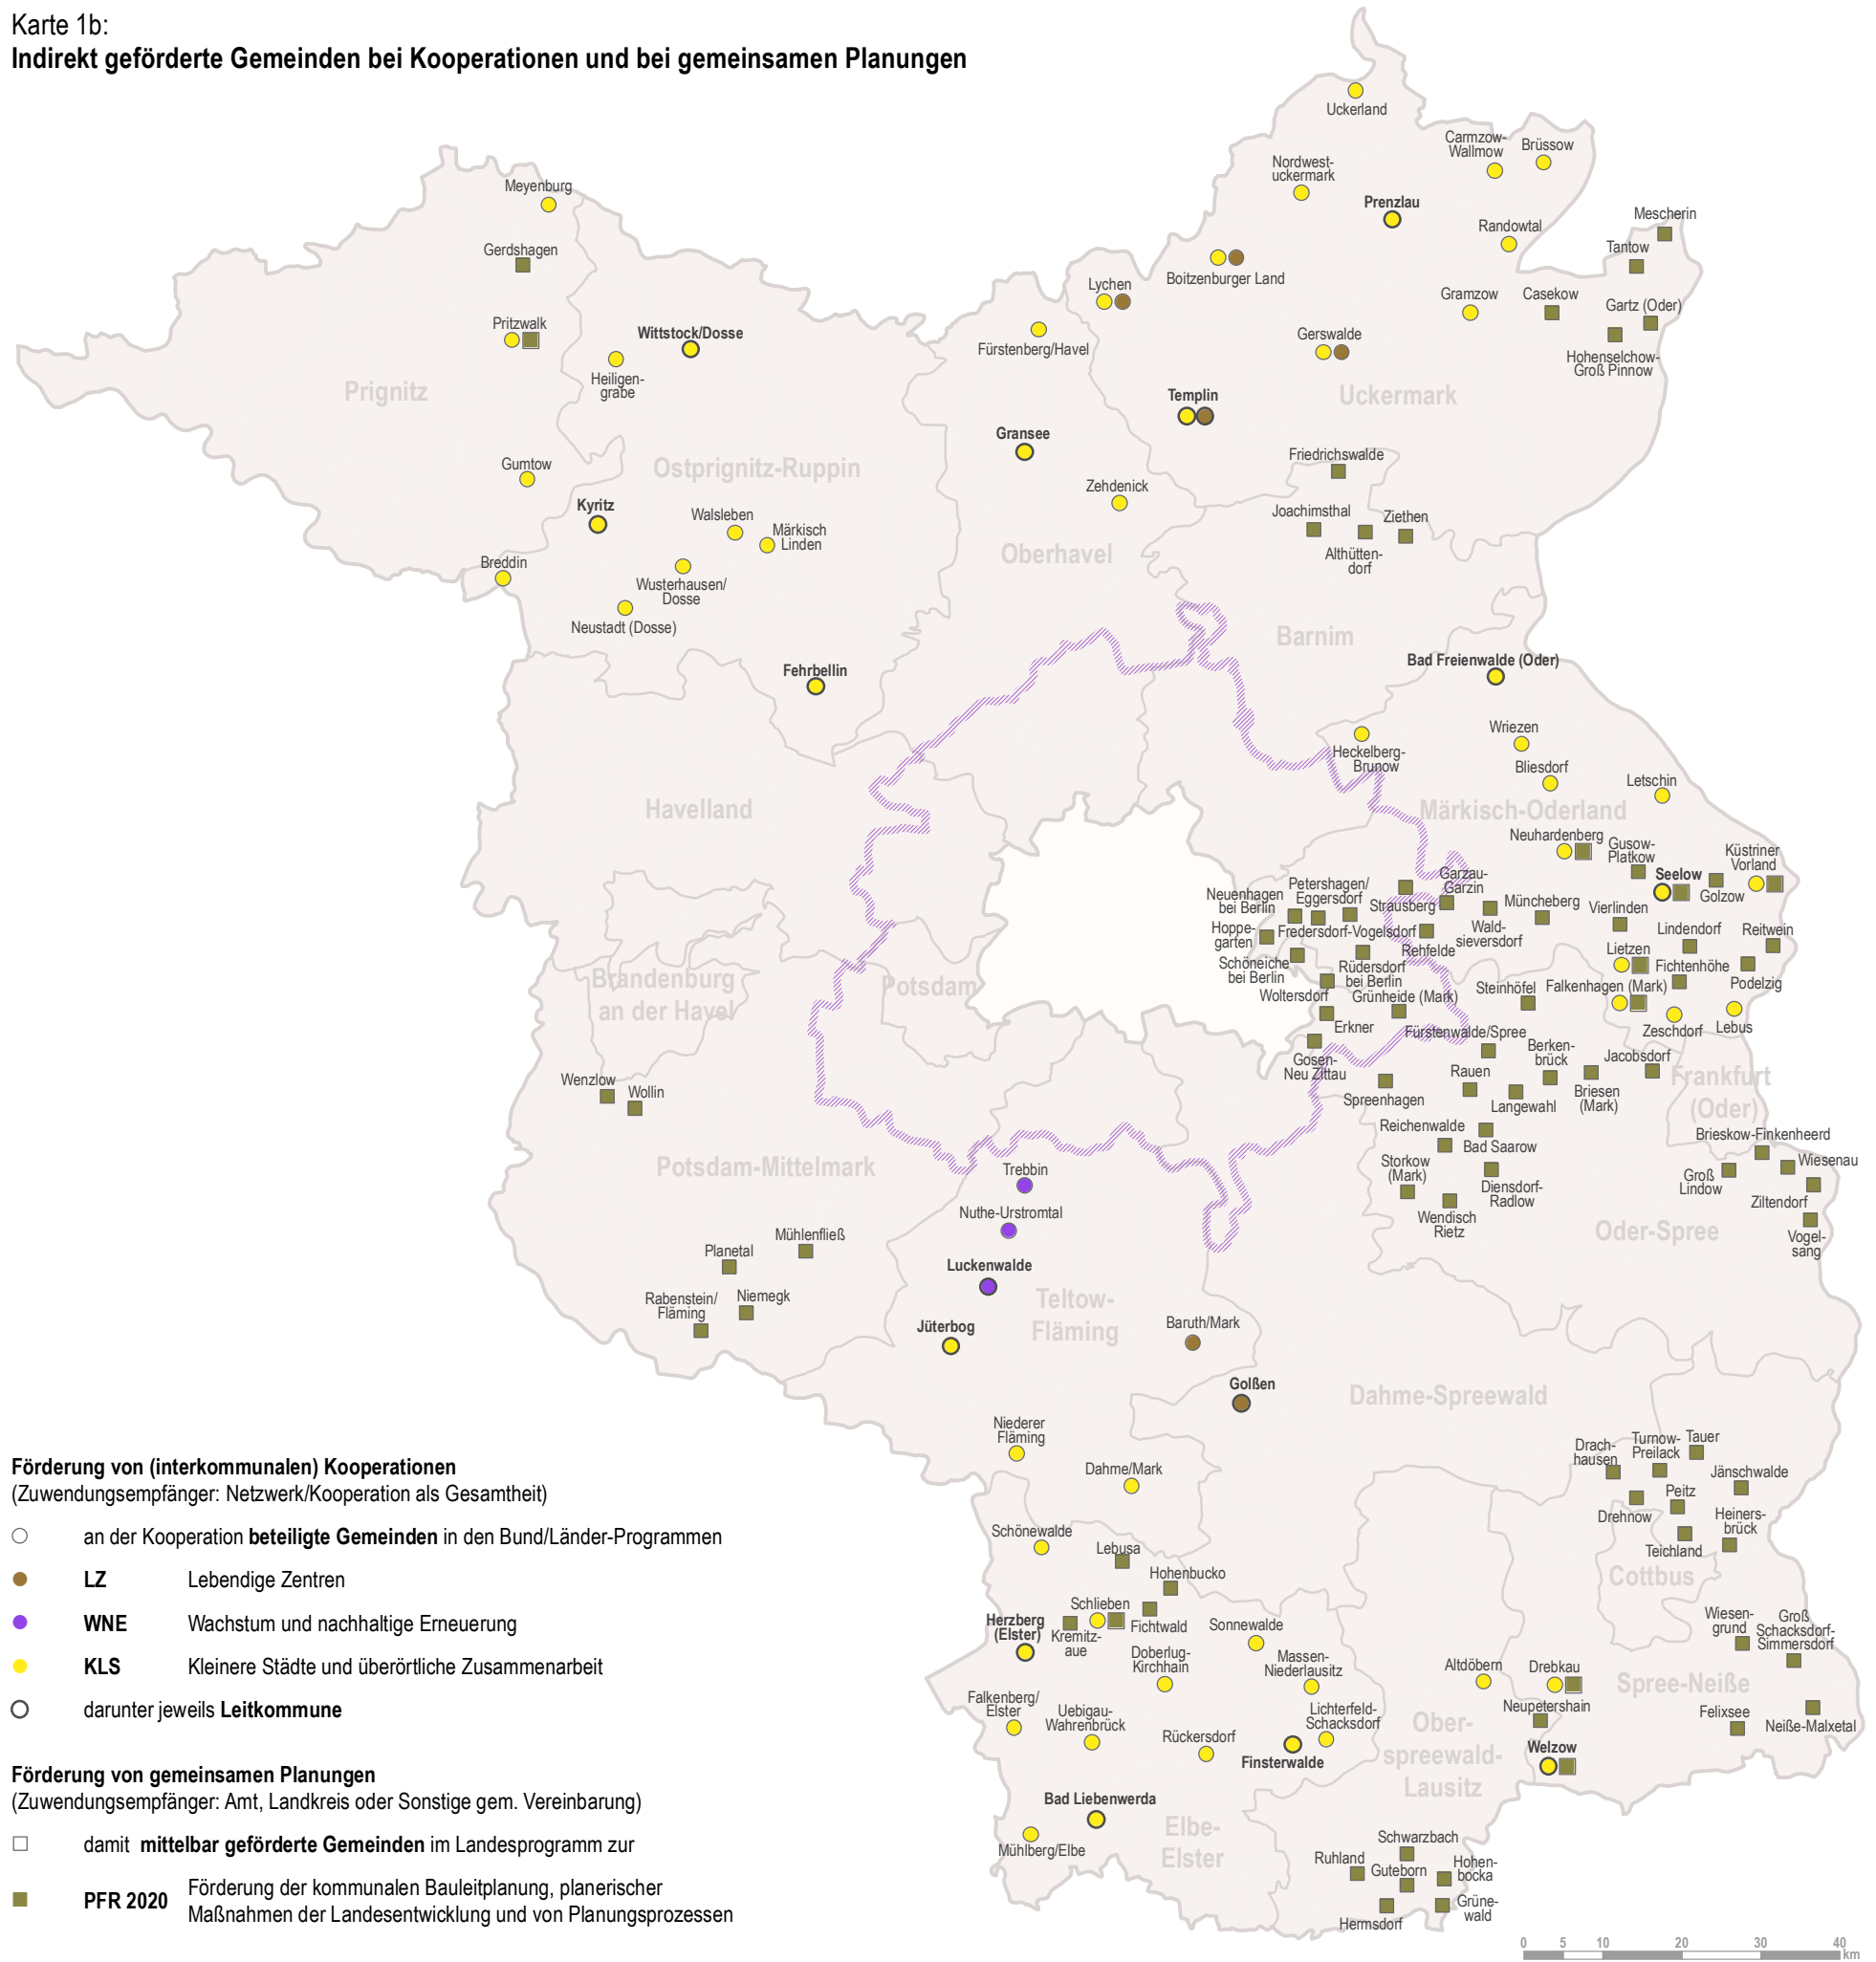 Karte 1b:
Indirekt geförderte Gemeinden bei Kooperationen und bei gemeinsamen Planungen
Uckerland
Carmzow-
Wallmow
Brüssow
Nordwest-
uckermark
Prenzlau
Randowtal
Mescherin
Tantow
Meyenburg
Gerdshagen
Boitzenburger Land
Lychen
Gramzow
Casekow
Gartz (Oder)
Hohenselchow-
Groß Pinnow
Pritzwalk
Wittstock/Dosse
Heiligen-
grabe
Fürstenberg/Havel
Gerswalde
Prignitz
Uckermark
Templin
Gransee
Friedrichswalde
Gumtow
Ostprignitz-Ruppin
Zehdenick
Kyritz
Walsleben
Märkisch
Linden
Joachimsthal
Ziethen
Althütten-
dorf
Oberhavel
Breddin
Wusterhausen/
Dosse
Neustadt (Dosse)
Barnim
Fehrbellin
Bad Freienwalde (Oder)
Heckelberg-
Brunow
Wriezen
Bliesdorf
Letschin
Havelland
Märkisch-Oderland
Neuhardenberg
Gusow-
Platkow
Küstriner
Vorland
Seelow
Golzow
Garzau-
Garzin
Petershagen/
Eggersdorf
Neuenhagen
bei Berlin
Strausberg
Wald-
sieversdorf
Müncheberg
Vierlinden
Lindendorf
Reitwein
Hoppe-
garten
Fredersdorf-Vogelsdorf
Rehfelde
Lietzen
Schöneiche
bei Berlin
Rüdersdorf
bei Berlin
Fichtenhöhe
Podelzig
Brandenburg
an der Havel
Potsdam
Woltersdorf
Grünheide (Mark)
Steinhöfel
Falkenhagen (Mark)
Erkner
Fürstenwalde/Spree
Zeschdorf
Lebus
Gosen-
Neu Zittau
Berken-
brück
Jacobsdorf
Rauen
Spreenhagen
Langewahl
Briesen
(Mark)
Frankfurt
(Oder)
Wenzlow
Wollin
Reichenwalde
Bad Saarow
Brieskow-Finkenheerd
Wiesenau
Groß
Lindow
Storkow
(Mark)
Diensdorf-
Radlow
Ziltendorf
Potsdam-Mittelmark
Trebbin
Nuthe-Urstromtal
Wendisch
Rietz
Oder-Spree
Vogel-
sang
Mühlenfließ
Planetal
Luckenwalde
Rabenstein/
Fläming
Niemegk
Teltow-
Fläming
Jüterbog
Baruth/Mark
Golßen
Dahme-Spreewald
Niederer
Fläming
Dahme/Mark
Drach-
hausen
Turnow-
Preilack
Tauer
Jänschwalde
Peitz
Drehnow
Heiners-
brück
Teichland
Schönewalde
Lebusa
Hohenbucko
Cottbus
Schlieben
Herzberg
(Elster)
Kremitz-
aue
Fichtwald
Sonnewalde
Wiesen-
grund
Groß
Schacksdorf-
Simmersdorf
Doberlug-
Kirchhain
Massen-
Niederlausitz
Altdöbern
Drebkau
Spree-Neiße
Falkenberg/
Elster
Uebigau-
Wahrenbrück
Lichterfeld-
Schacksdorf
Neupetershain
Felixsee
Neiße-Malxetal
Rückersdorf
Finsterwalde
Ober-
spreewald-
Lausitz
Welzow
Bad Liebenwerda
Mühlberg/Elbe
Elbe-
Elster
Schwarzbach
Ruhland
Guteborn
Hohen-
bocka
Hermsdorf
Grüne-
wald
Förderung von (interkommunalen) Kooperationen
(Zuwendungsempfänger: Netzwerk/Kooperation als Gesamtheit)
an der Kooperation beteiligte Gemeinden in den Bund/Länder-Programmen
LZ Lebendige Zentren
WNE Wachstum und nachhaltige Erneuerung
KLS Kleinere Städte und überörtliche Zusammenarbeit
darunter jeweils Leitkommune
Förderung von gemeinsamen Planungen
(Zuwendungsempfänger: Amt, Landkreis oder Sonstige gem. Vereinbarung)
damit mittelbar geförderte Gemeinden im Landesprogramm zur
PFR 2020 Förderung der kommunalen Bauleitplanung, planerischer
Maßnahmen der Landesentwicklung und von Planungsprozessen
0 5 10 20 30 40
km